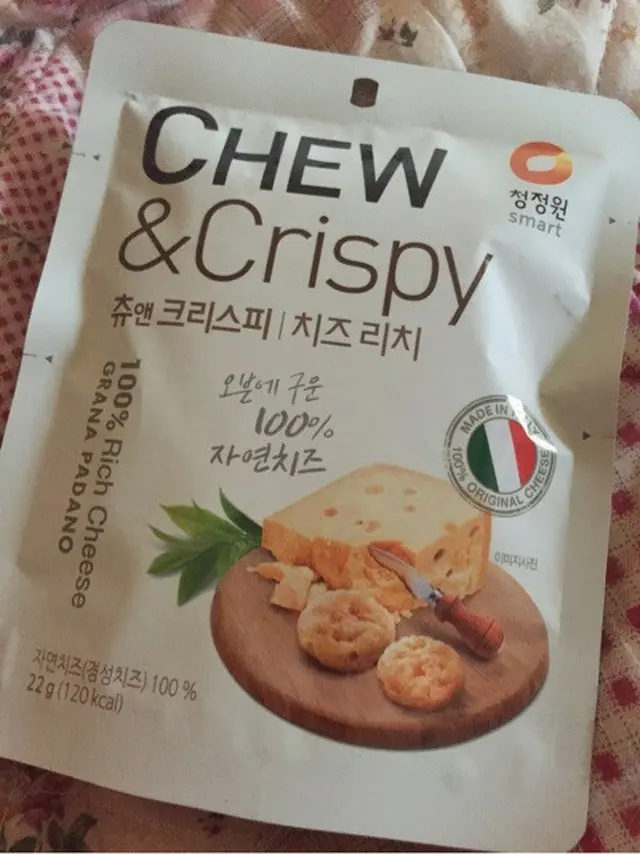 CHEW
&Crispy
청정원
smart
츄앤 크리스피 | 치즈 리치
오븐에 구운
100%
자연치즈
100% Rich Cheese
GRANA PADANO
MADE IN ITALY
100% ORIGINAL CHEESE
이미지사진
자연치즈(경성치즈) 100 %
22 g (120 kcal)